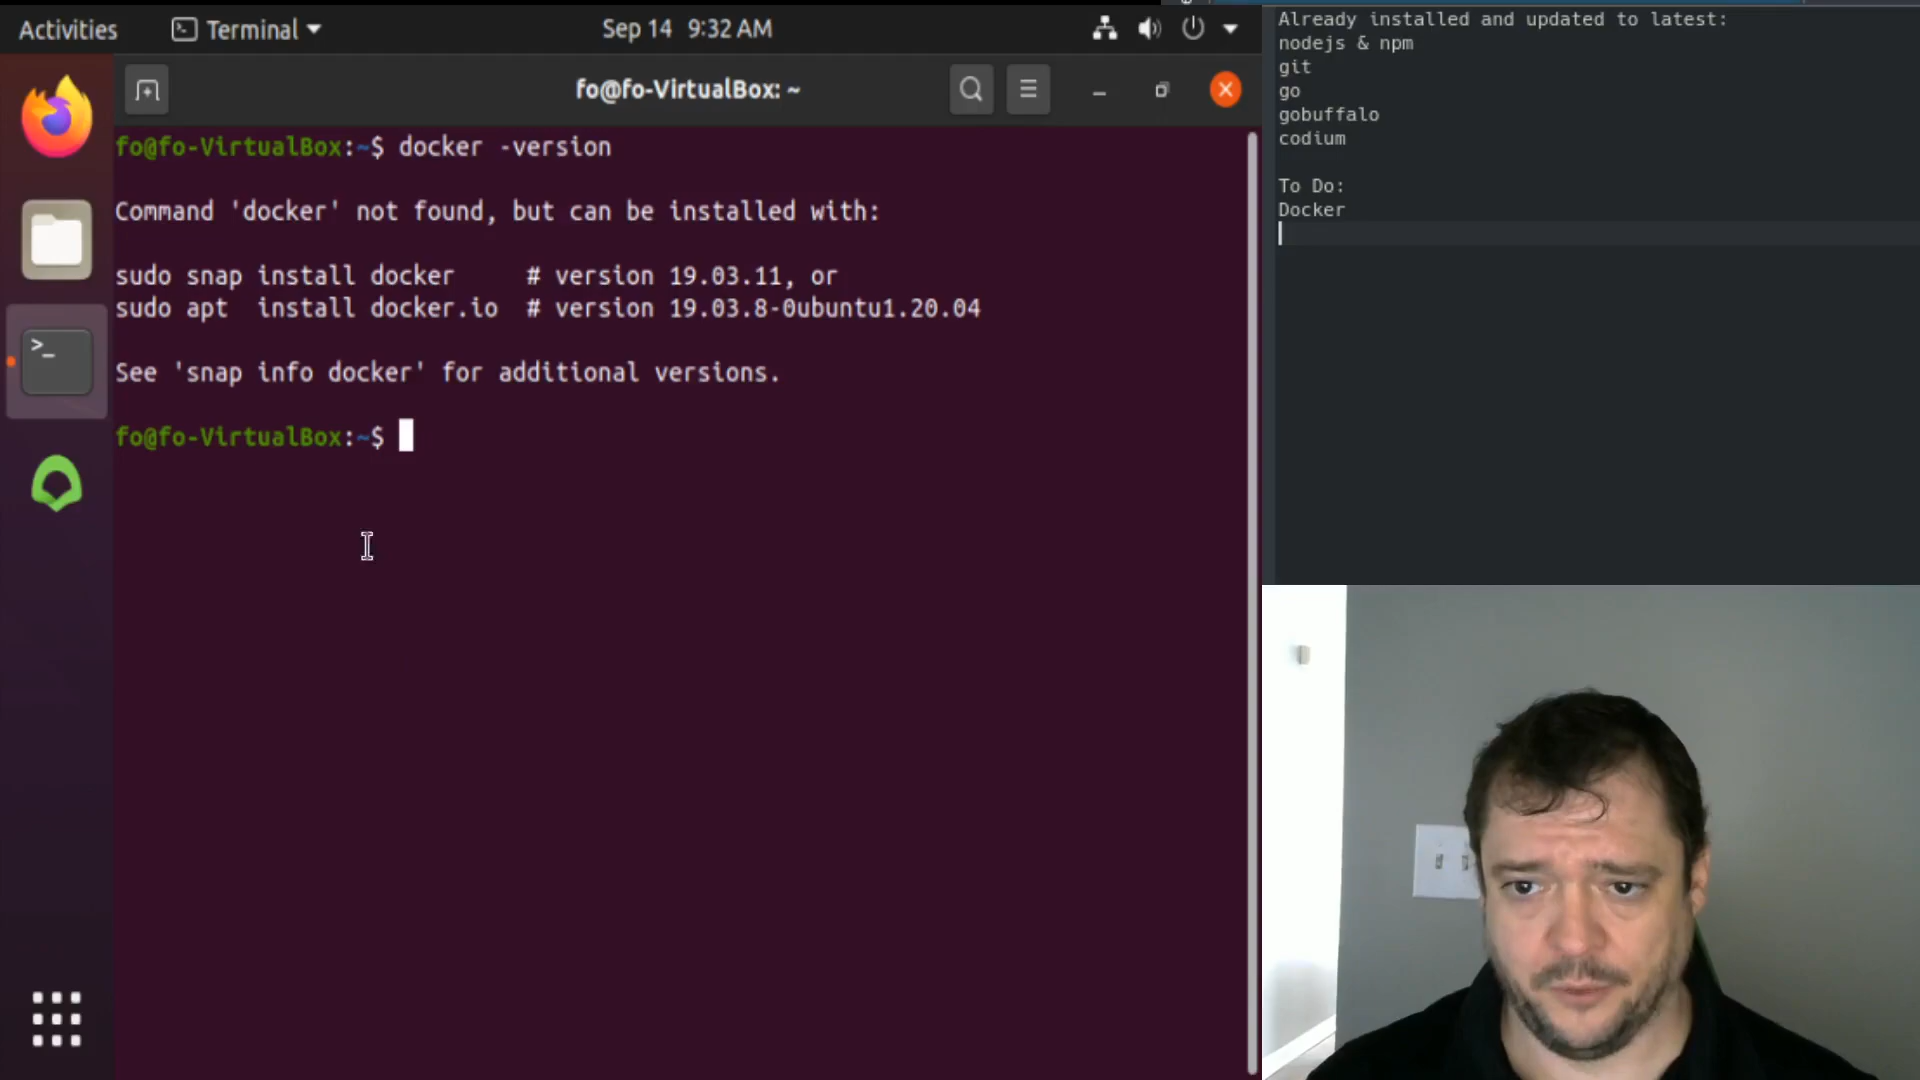 Activities
Terminal
Sep 14 9:32 AM
fo@fo-VirtualBox: ~
fo@fo-VirtualBox:~$ docker -version
Command 'docker' not found, but can be installed with:
sudo snap install docker # version 19.03.11, or
sudo apt install docker.io # version 19.03.8-0ubuntu1.20.04
See 'snap info docker' for additional versions.
fo@fo-VirtualBox:~$
Already installed and updated to latest:
nodejs & npm
git
go
gobuffalo
codium
To Do:
Docker